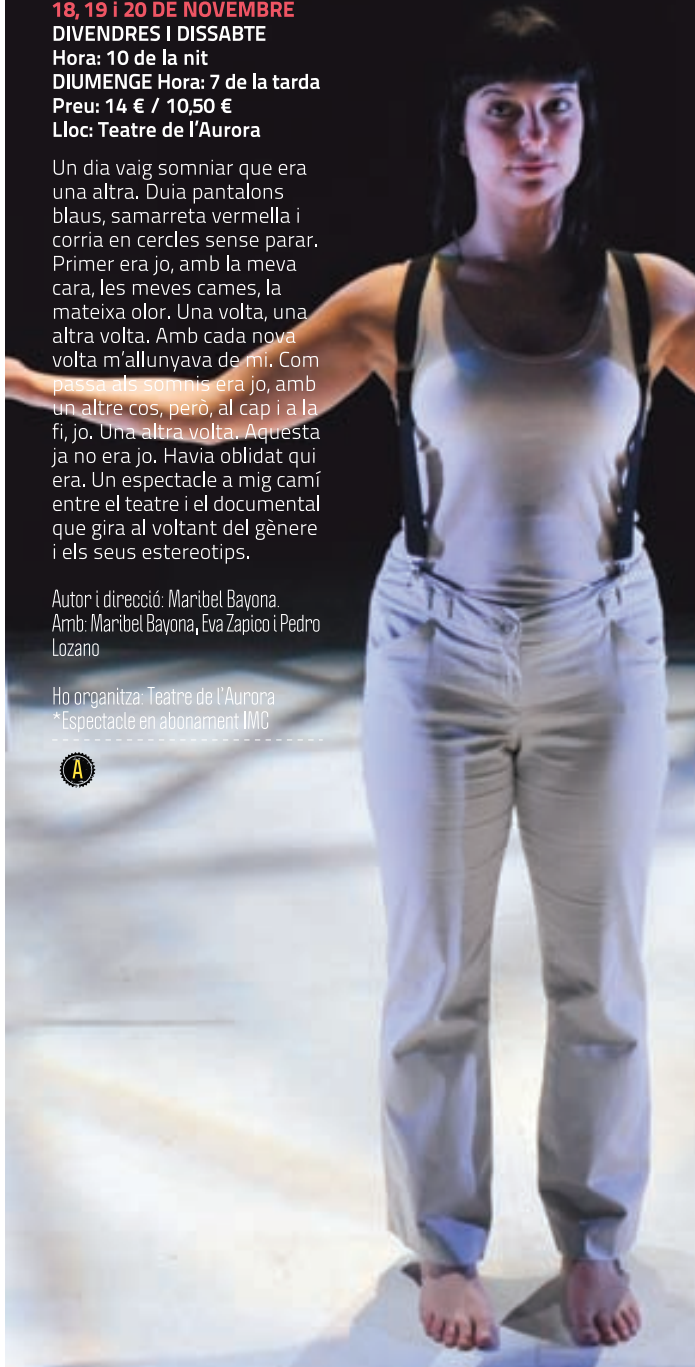 18, 19 i 20 DE NOVEMBRE
DIVENDRES I DISSABTE
Hora: 10 de la nit
DIUMENGE Hora: 7 de la tarda
Preu: 14 € / 10,50 €
Lloc: Teatre de l'Aurora
Un dia vaig somniar que era
una altra. Duia pantalons
blaus, samarreta vermella i
corria en cercles sense parar.
Primer era jo, amb la meva
cara, les meves cames, la
mateixa olor. Una volta, una
altra volta. Amb cada nova
volta m'allunyava de mi. Com
passa als somnis era jo, amb
un altre cos, però, al cap i a la
fi, jo. Una altra volta. Aquesta
ja no era jo. Havia oblidat qui
era. Un espectacle a mig camí
entre el teatre i el documental
que gira al voltant del gènere
i els seus estereotips.
Autor i direcció: Maribel Bayona.
Amb: Maribel Bayona, Eva Zapico i Pedro
Lozano
Ho organitza: Teatre de l'Aurora
*Espectacle en abonament IMC
A